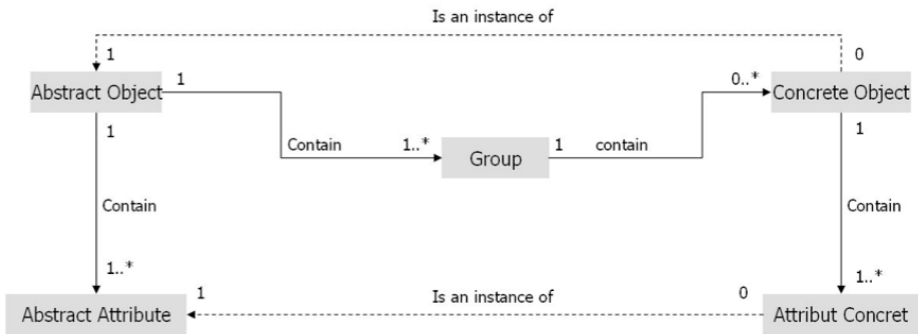 Is an instance of
1
0
Abstract Object
1
0..*
Concrete Object
1
1
Contain
1..*
Group
1
contain
Contain
Contain
1..*
1..*
Abstract Attribute
1
Is an instance of
0
Attribut Concret